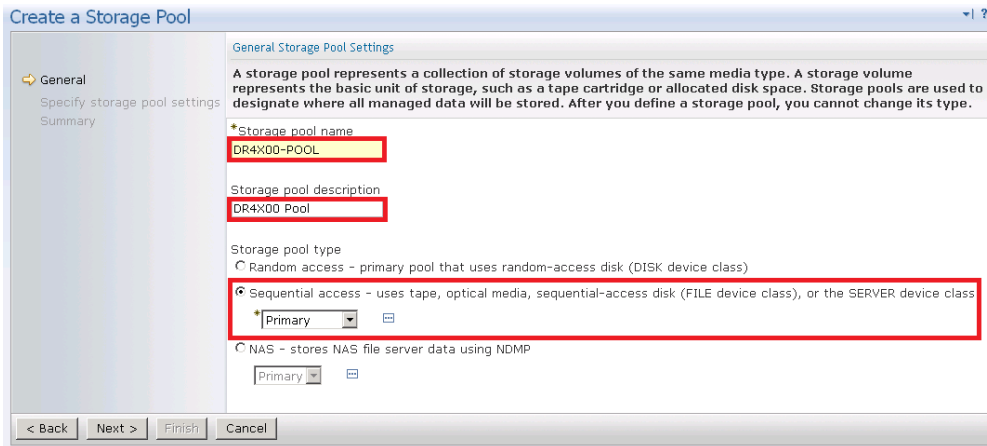 Create a Storage Pool
?
General Storage Pool Settings
General
Specify storage pool settings
Summary
A storage pool represents a collection of storage volumes of the same media type. A storage volume
represents the basic unit of storage, such as a tape cartridge or allocated disk space. Storage pools are used to
designate where all managed data will be stored. After you define a storage pool, you cannot change its type.
*Storage pool name
DR4X00-POOL
Storage pool description
DR4X00 Pool
Storage pool type
Random access - primary pool that uses random-access disk (DISK device class)
Sequential access - uses tape, optical media, sequential-access disk (FILE device class), or the SERVER device class
*Primary
NAS - stores NAS file server data using NDMP
Primary
< Back Next > Finish Cancel